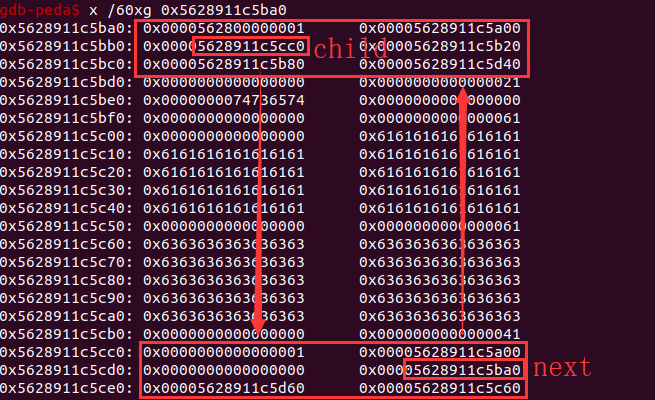 gdb-peda$ x /60xg 0x5628911c5ba0
0x5628911c5ba0: 0x0000562800000001 0x00005628911c5a00
0x5628911c5bb0: 0x00005628911c5cc0 child 0x00005628911c5b20
0x5628911c5bc0: 0x00005628911c5b80 0x00005628911c5d40
0x5628911c5bd0: 0x0000000000000000 0x0000000000000021
0x5628911c5be0: 0x0000000074736574 0x0000000000000000
0x5628911c5bf0: 0x0000000000000000 0x0000000000000061
0x5628911c5c00: 0x0000000000000000 0x6161616161616161
0x5628911c5c10: 0x6161616161616161 0x6161616161616161
0x5628911c5c20: 0x6161616161616161 0x6161616161616161
0x5628911c5c30: 0x6161616161616161 0x6161616161616161
0x5628911c5c40: 0x6161616161616161 0x6161616161616161
0x5628911c5c50: 0x0000000000000000 0x0000000000000061
0x5628911c5c60: 0x6363636363636363 0x6363636363636363
0x5628911c5c70: 0x6363636363636363 0x6363636363636363
0x5628911c5c80: 0x6363636363636363 0x6363636363636363
0x5628911c5c90: 0x6363636363636363 0x6363636363636363
0x5628911c5ca0: 0x6363636363636363 0x6363636363636363
0x5628911c5cb0: 0x0000000000000000 0x0000000000000041
0x5628911c5cc0: 0x0000000000000001 0x00005628911c5a00
0x5628911c5cd0: 0x0000000000000000 0x00005628911c5ba0 next
0x5628911c5ce0: 0x00005628911c5d60 0x00005628911c5c60